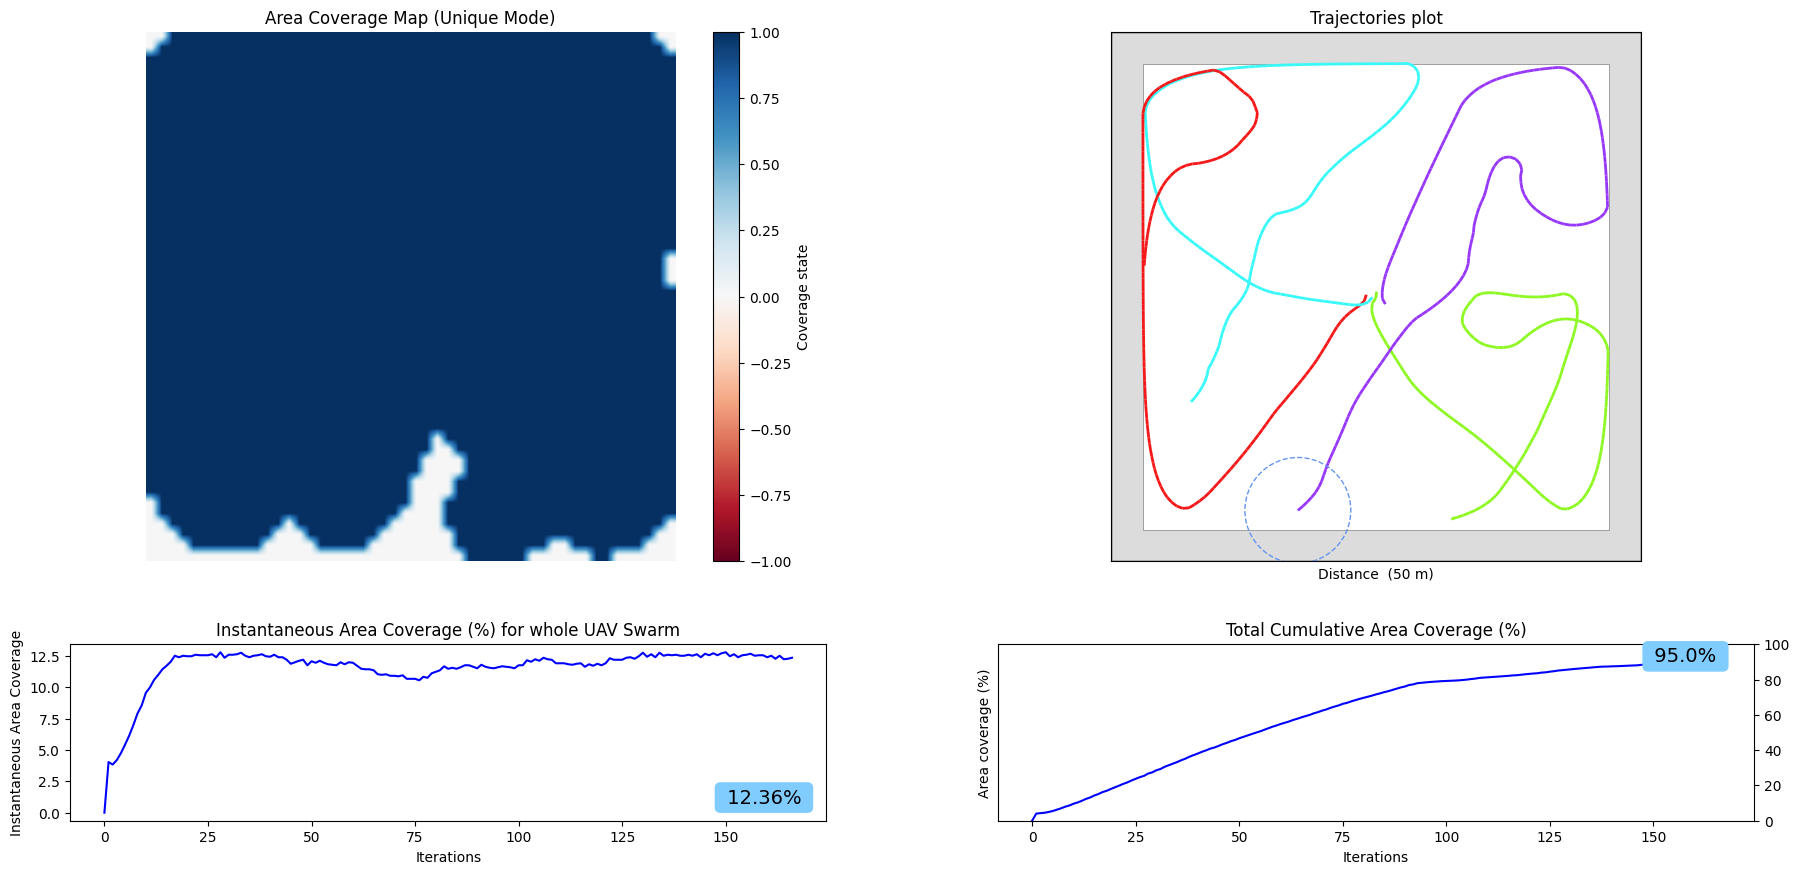 Area Coverage Map (Unique Mode)
1.00
0.75
0.50
0.25
0.00
−0.25
−0.50
−0.75
−1.00
Coverage state
Trajectories plot
Distance  (50 m)
Instantaneous Area Coverage (%) for whole UAV Swarm
Instantaneous Area Coverage
12.5
10.0
7.5
5.0
2.5
0.0
12.36%
0 25 50 75 100 125 150
Iterations
Total Cumulative Area Coverage (%)
Area coverage (%)
95.0%
100
80
60
40
20
0
0 25 50 75 100 125 150
Iterations